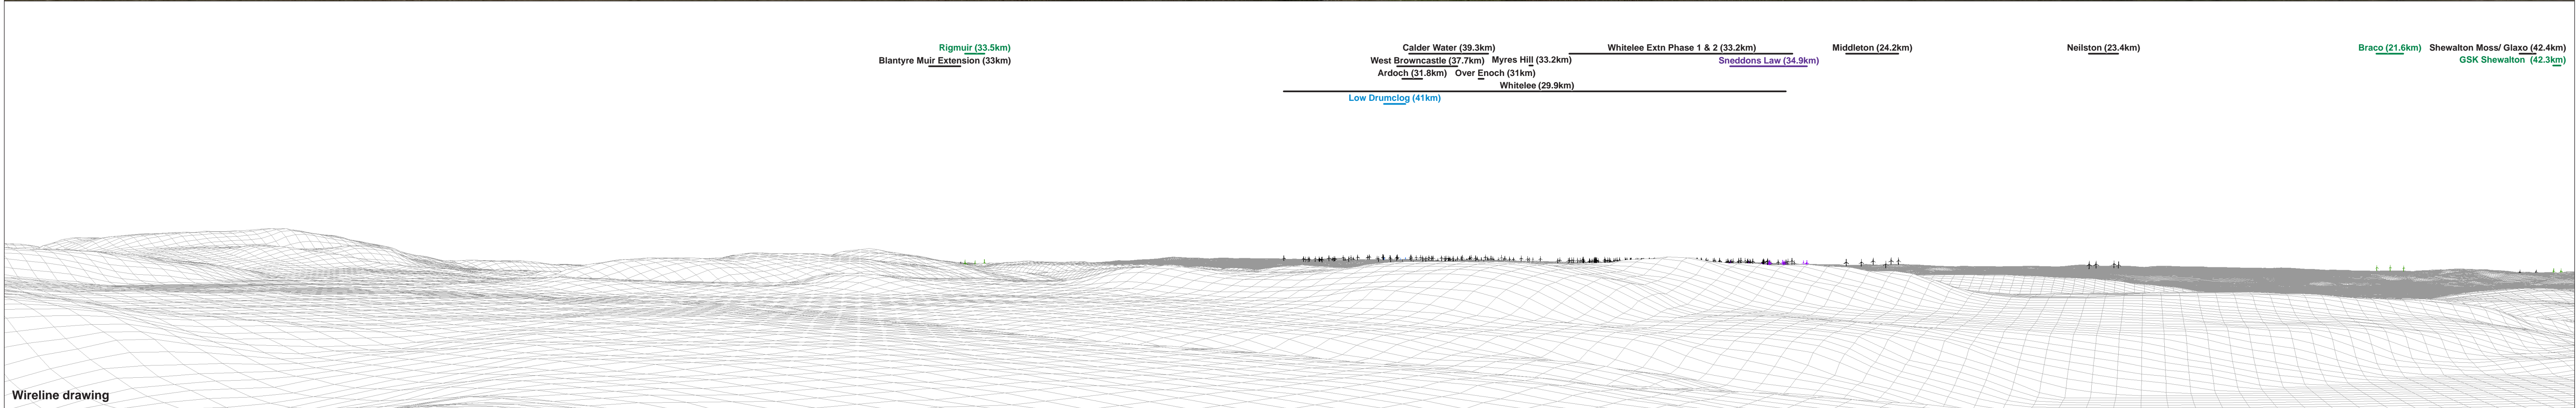 Rigmuir (33.5km)
Calder Water (39.3km)
Whitelee Extn Phase 1 & 2 (33.2km)
Middleton (24.2km)
Neilston (23.4km)
Braco (21.6km)
Shewalton Moss/ Glaxo (42.4km)
Blantyre Muir Extension (33km)
West Browncastle (37.7km)
Myres Hill (33.2km)
Sneddons Law (34.9km)
GSK Shewalton (42.3km)
Ardoch (31.8km)
Over Enoch (31km)
Whitelee (29.9km)
Low Drumclog (41km)
Wireline drawing